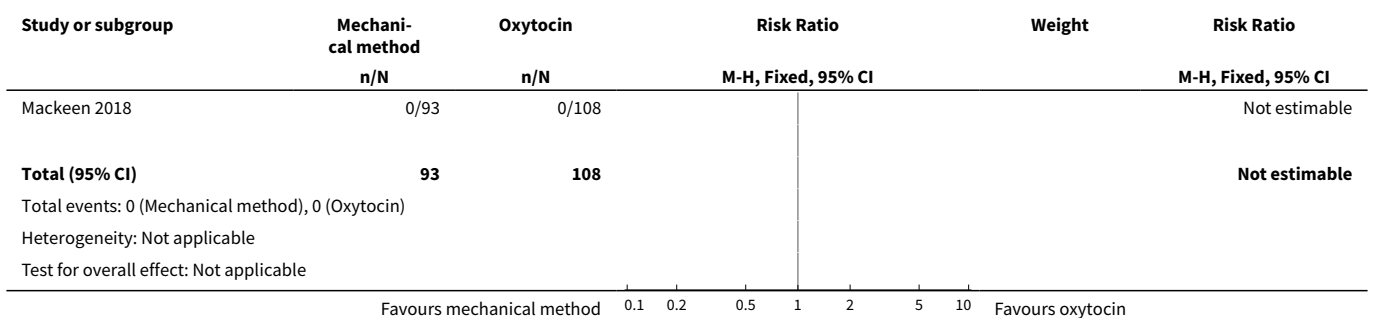 Study or subgroup Mechani- Oxytocin Risk Ratio Weight Risk Ratio
cal method
n/N n/N M-H, Fixed, 95% CI M-H, Fixed, 95% CI
Mackeen 2018 0/93 0/108 Not estimable
Total (95% CI) 93 108 Not estimable
Total events: 0 (Mechanical method), 0 (Oxytocin)
Heterogeneity: Not applicable
Test for overall effect: Not applicable
Favours mechanical method 0.1 0.2 0.5 1 2 5 10 Favours oxytocin